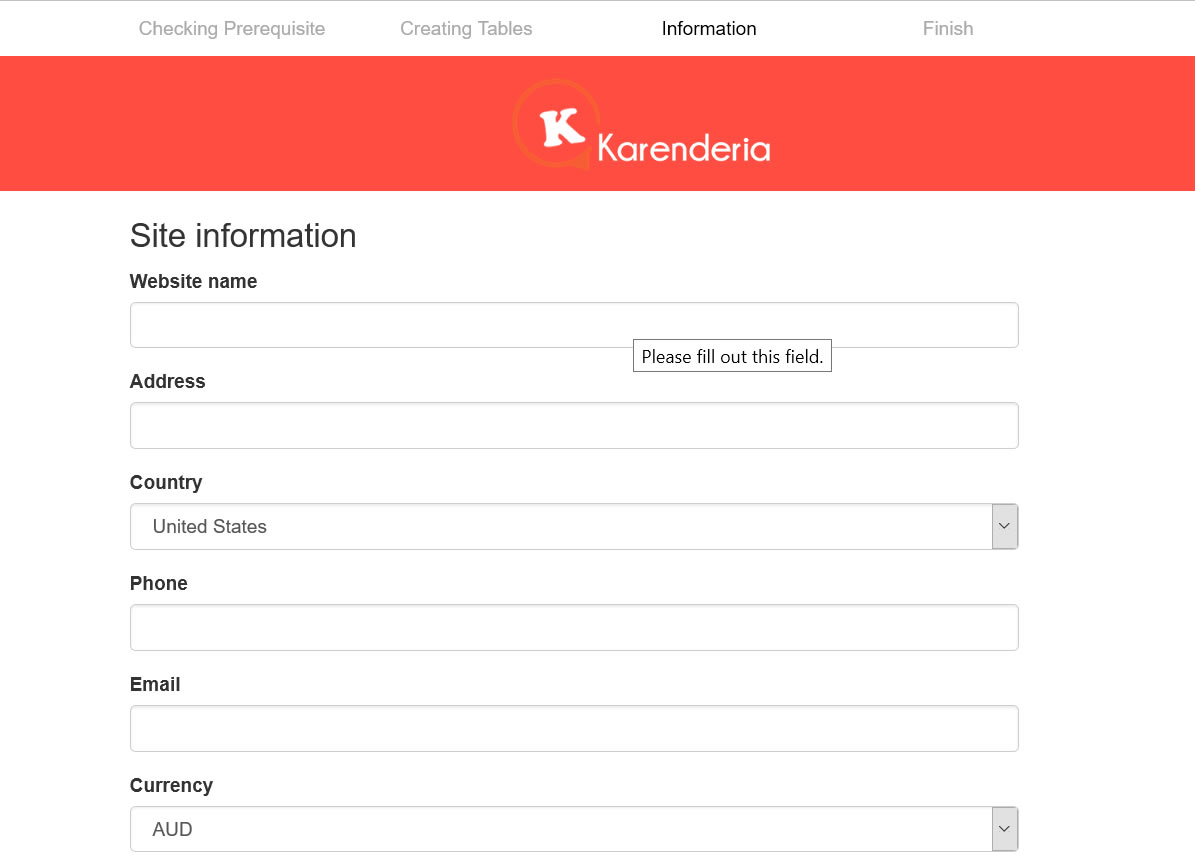 Checking Prerequisite Creating Tables Information Finish
K Karenderia
Site information
Website name
Please fill out this field.
Address
Country
United States
Phone
Email
Currency
AUD